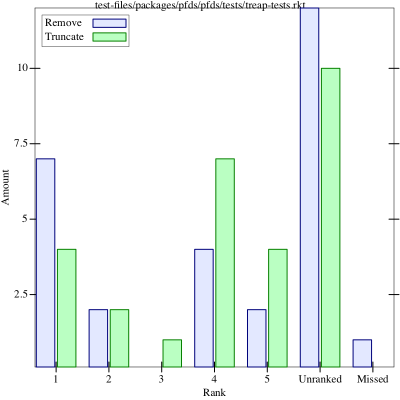 test-files/packages/pfds/pfds/tests/treap-tests.rkt
Remove
Truncate
10
7.5
5
2.5
Amount
1 2 3 4 5 Unranked Missed
Rank